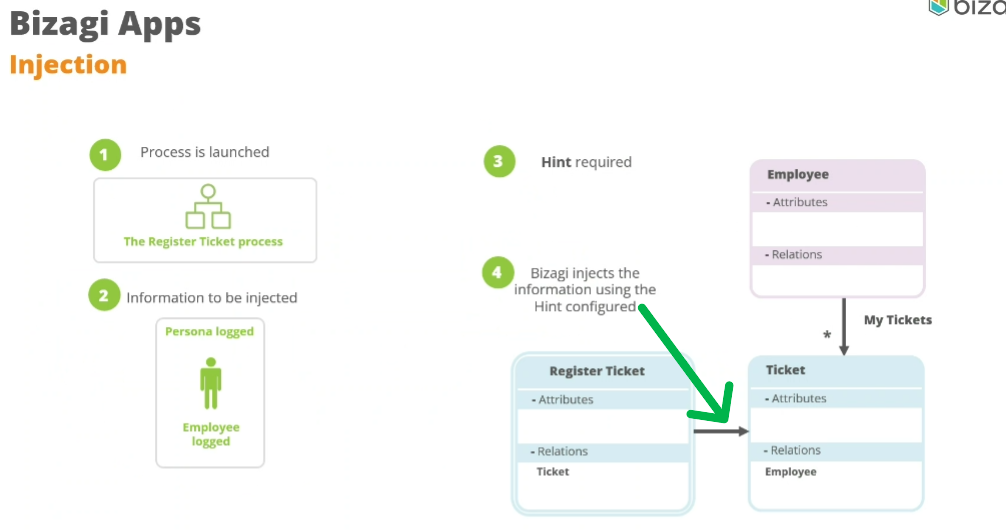 Bizagi Apps
Injection
1
Process is launched
The Register Ticket process
2
Information to be injected
Persona logged
Employee
logged
3
Hint required
4
Bizagi injects the
information using the
Hint configured
Employee
- Attributes
- Relations
My Tickets
*
Register Ticket
- Attributes
- Relations
Ticket
Ticket
- Attributes
- Relations
Employee